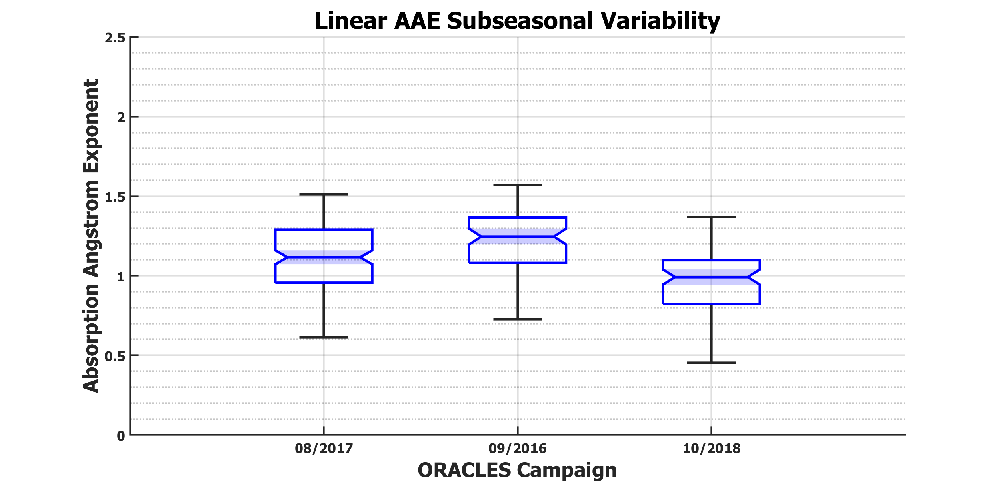 Linear AAE Subseasonal Variability
Absorption Angstrom Exponent
2.5
2
1.5
1
0.5
0
08/2017 09/2016 10/2018
ORACLES Campaign